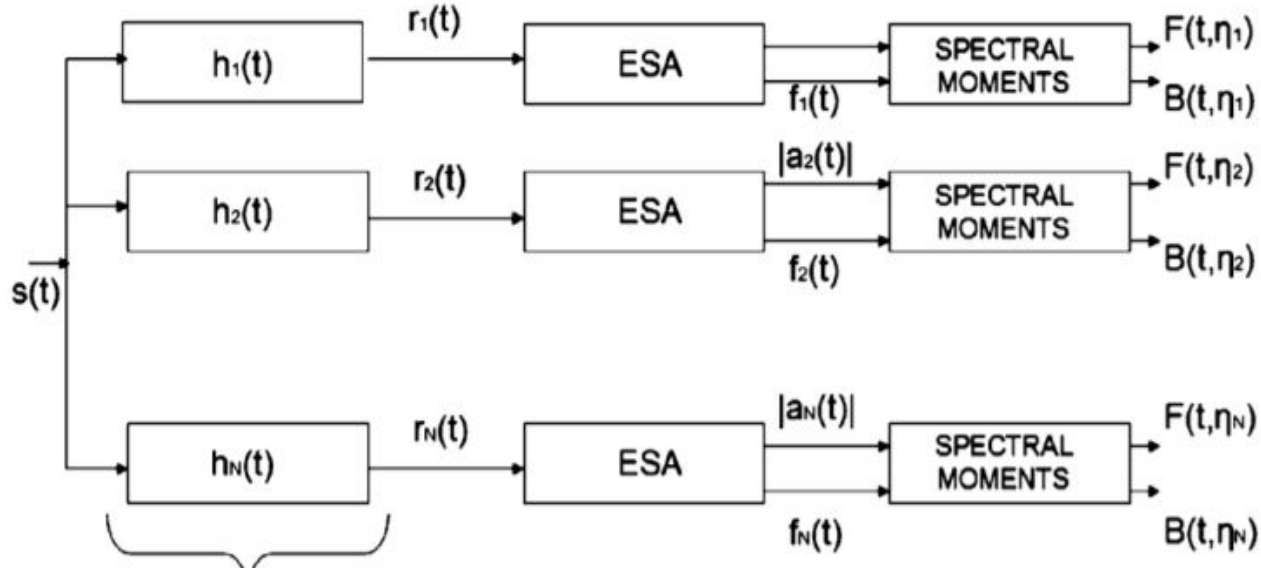 r₁(t)
F(t,η₁)
h₁(t)
ESA
SPECTRAL
MOMENTS
f₁(t)
B(t,η₁)
|a₂(t)|
F(t,η₂)
r₂(t)
h₂(t)
ESA
SPECTRAL
MOMENTS
f₂(t)
B(t,η₂)
s(t)
|aN(t)|
F(t,ηN)
rN(t)
hN(t)
ESA
SPECTRAL
MOMENTS
fN(t)
B(t,ηN)